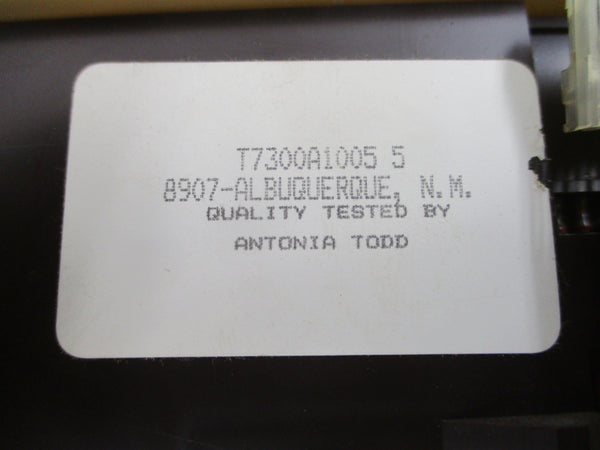 T7300A1005 5
8907-ALBUQUERQUE, N.M.
QUALITY TESTED BY
ANTONIA TODD